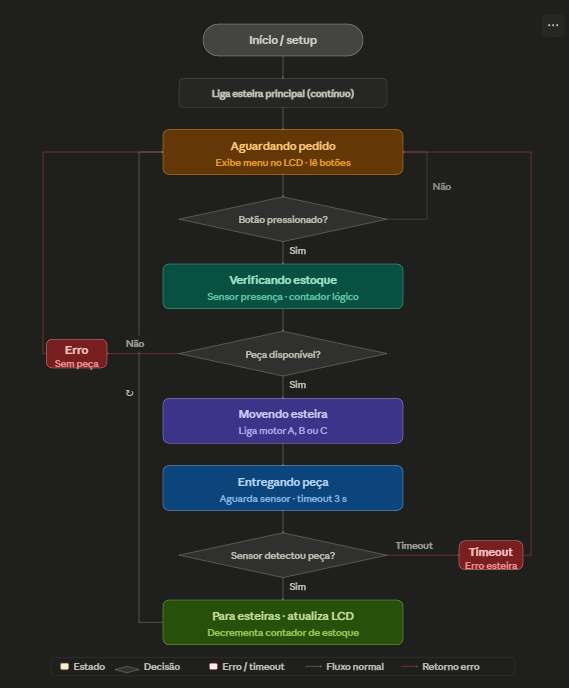 Início / setup
Liga esteira principal (contínuo)
Aguardando pedido
Exibe menu no LCD · lê botões
Não
Botão pressionado?
Sim
Verificando estoque
Sensor presença · contador lógico
Não
Erro
Sem peça
Peça disponível?
Sim
↻
Movendo esteira
Liga motor A, B ou C
Entregando peça
Aguarda sensor · timeout 3 s
Sensor detectou peça?
Timeout
Timeout
Erro esteira
Sim
Para esteiras · atualiza LCD
Decrementa contador de estoque
Estado Decisão Erro / timeout Fluxo normal Retorno erro